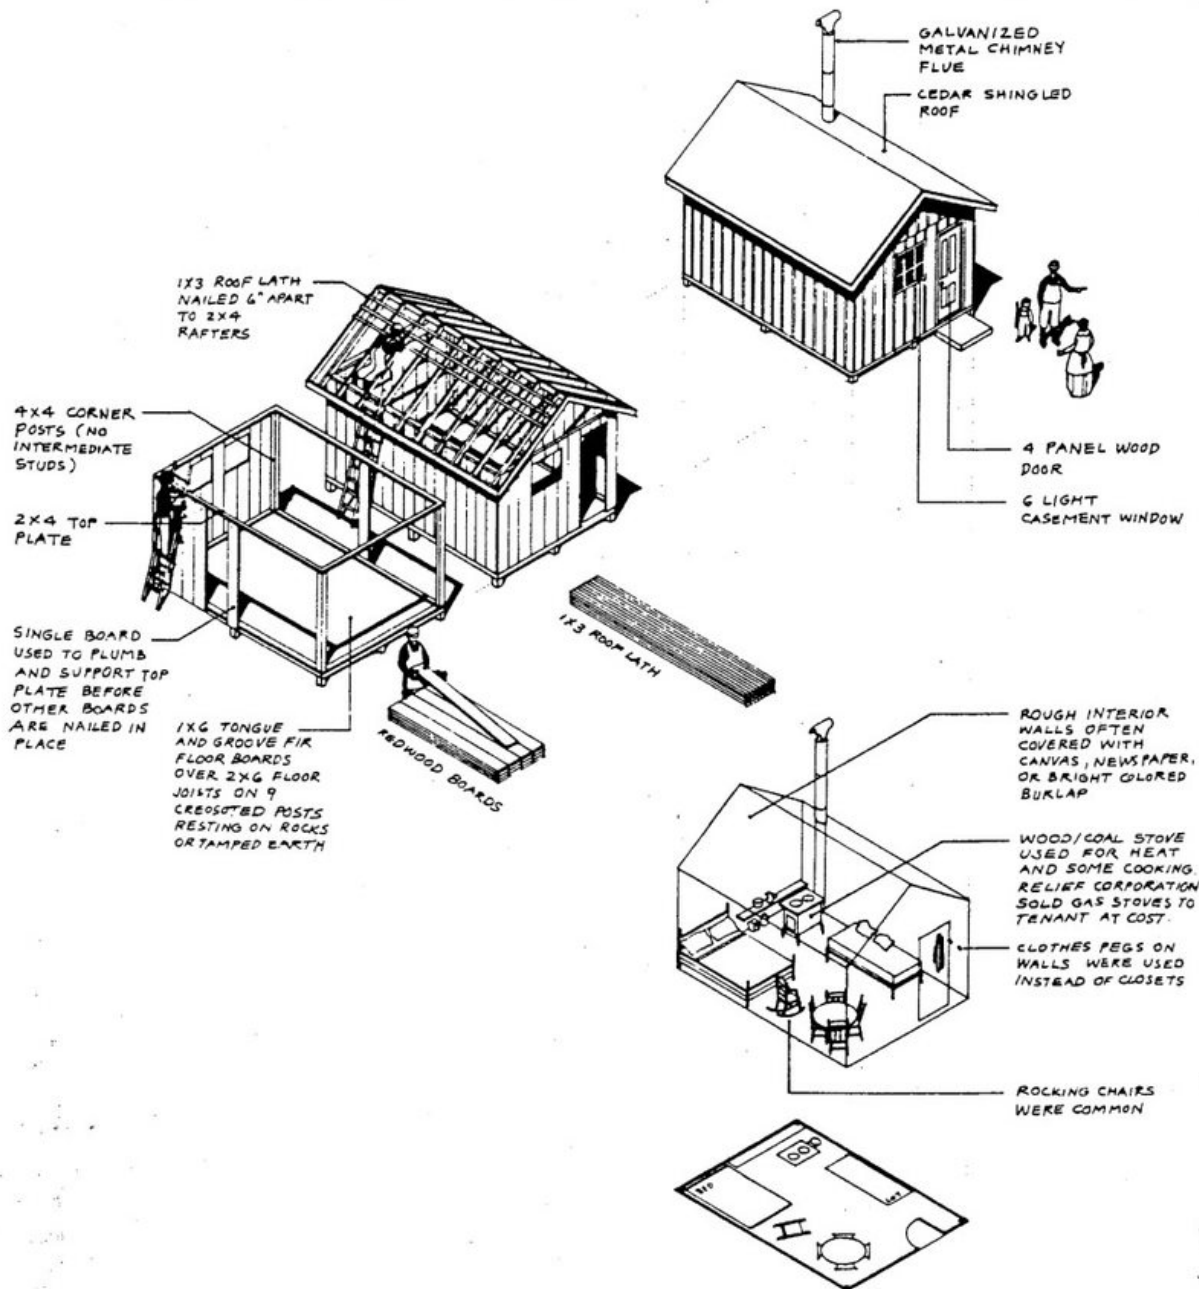 GALVANIZED
METAL CHIMNEY
FLUE
CEDAR SHINGLED
ROOF
1X3 ROOF LATH
NAILED 6" APART
TO 2X4
RAFTERS
4X4 CORNER
POSTS (NO
INTERMEDIATE
STUDS)
2X4 TOP
PLATE
4 PANEL WOOD
DOOR
6 LIGHT
CASEMENT WINDOW
SINGLE BOARD
USED TO PLUMB
AND SUPPORT TOP
PLATE BEFORE
OTHER BOARDS
ARE NAILED IN
PLACE
1X6 TONGUE
AND GROOVE FIR
FLOOR BOARDS
OVER 2X6 FLOOR
JOISTS ON 9
CREOSOTED POSTS
RESTING ON ROCKS
OR TAMPED EARTH
REDWOOD BOARDS
1X3 ROOF LATH
ROUGH INTERIOR
WALLS OFTEN
COVERED WITH
CANVAS, NEWSPAPER,
OR BRIGHT COLORED
BURLAP
WOOD/COAL STOVE
USED FOR HEAT
AND SOME COOKING.
RELIEF CORPORATION
SOLD GAS STOVES TO
TENANT AT COST.
CLOTHES PEGS ON
WALLS WERE USED
INSTEAD OF CLOSETS
ROCKING CHAIRS
WERE COMMON
BED